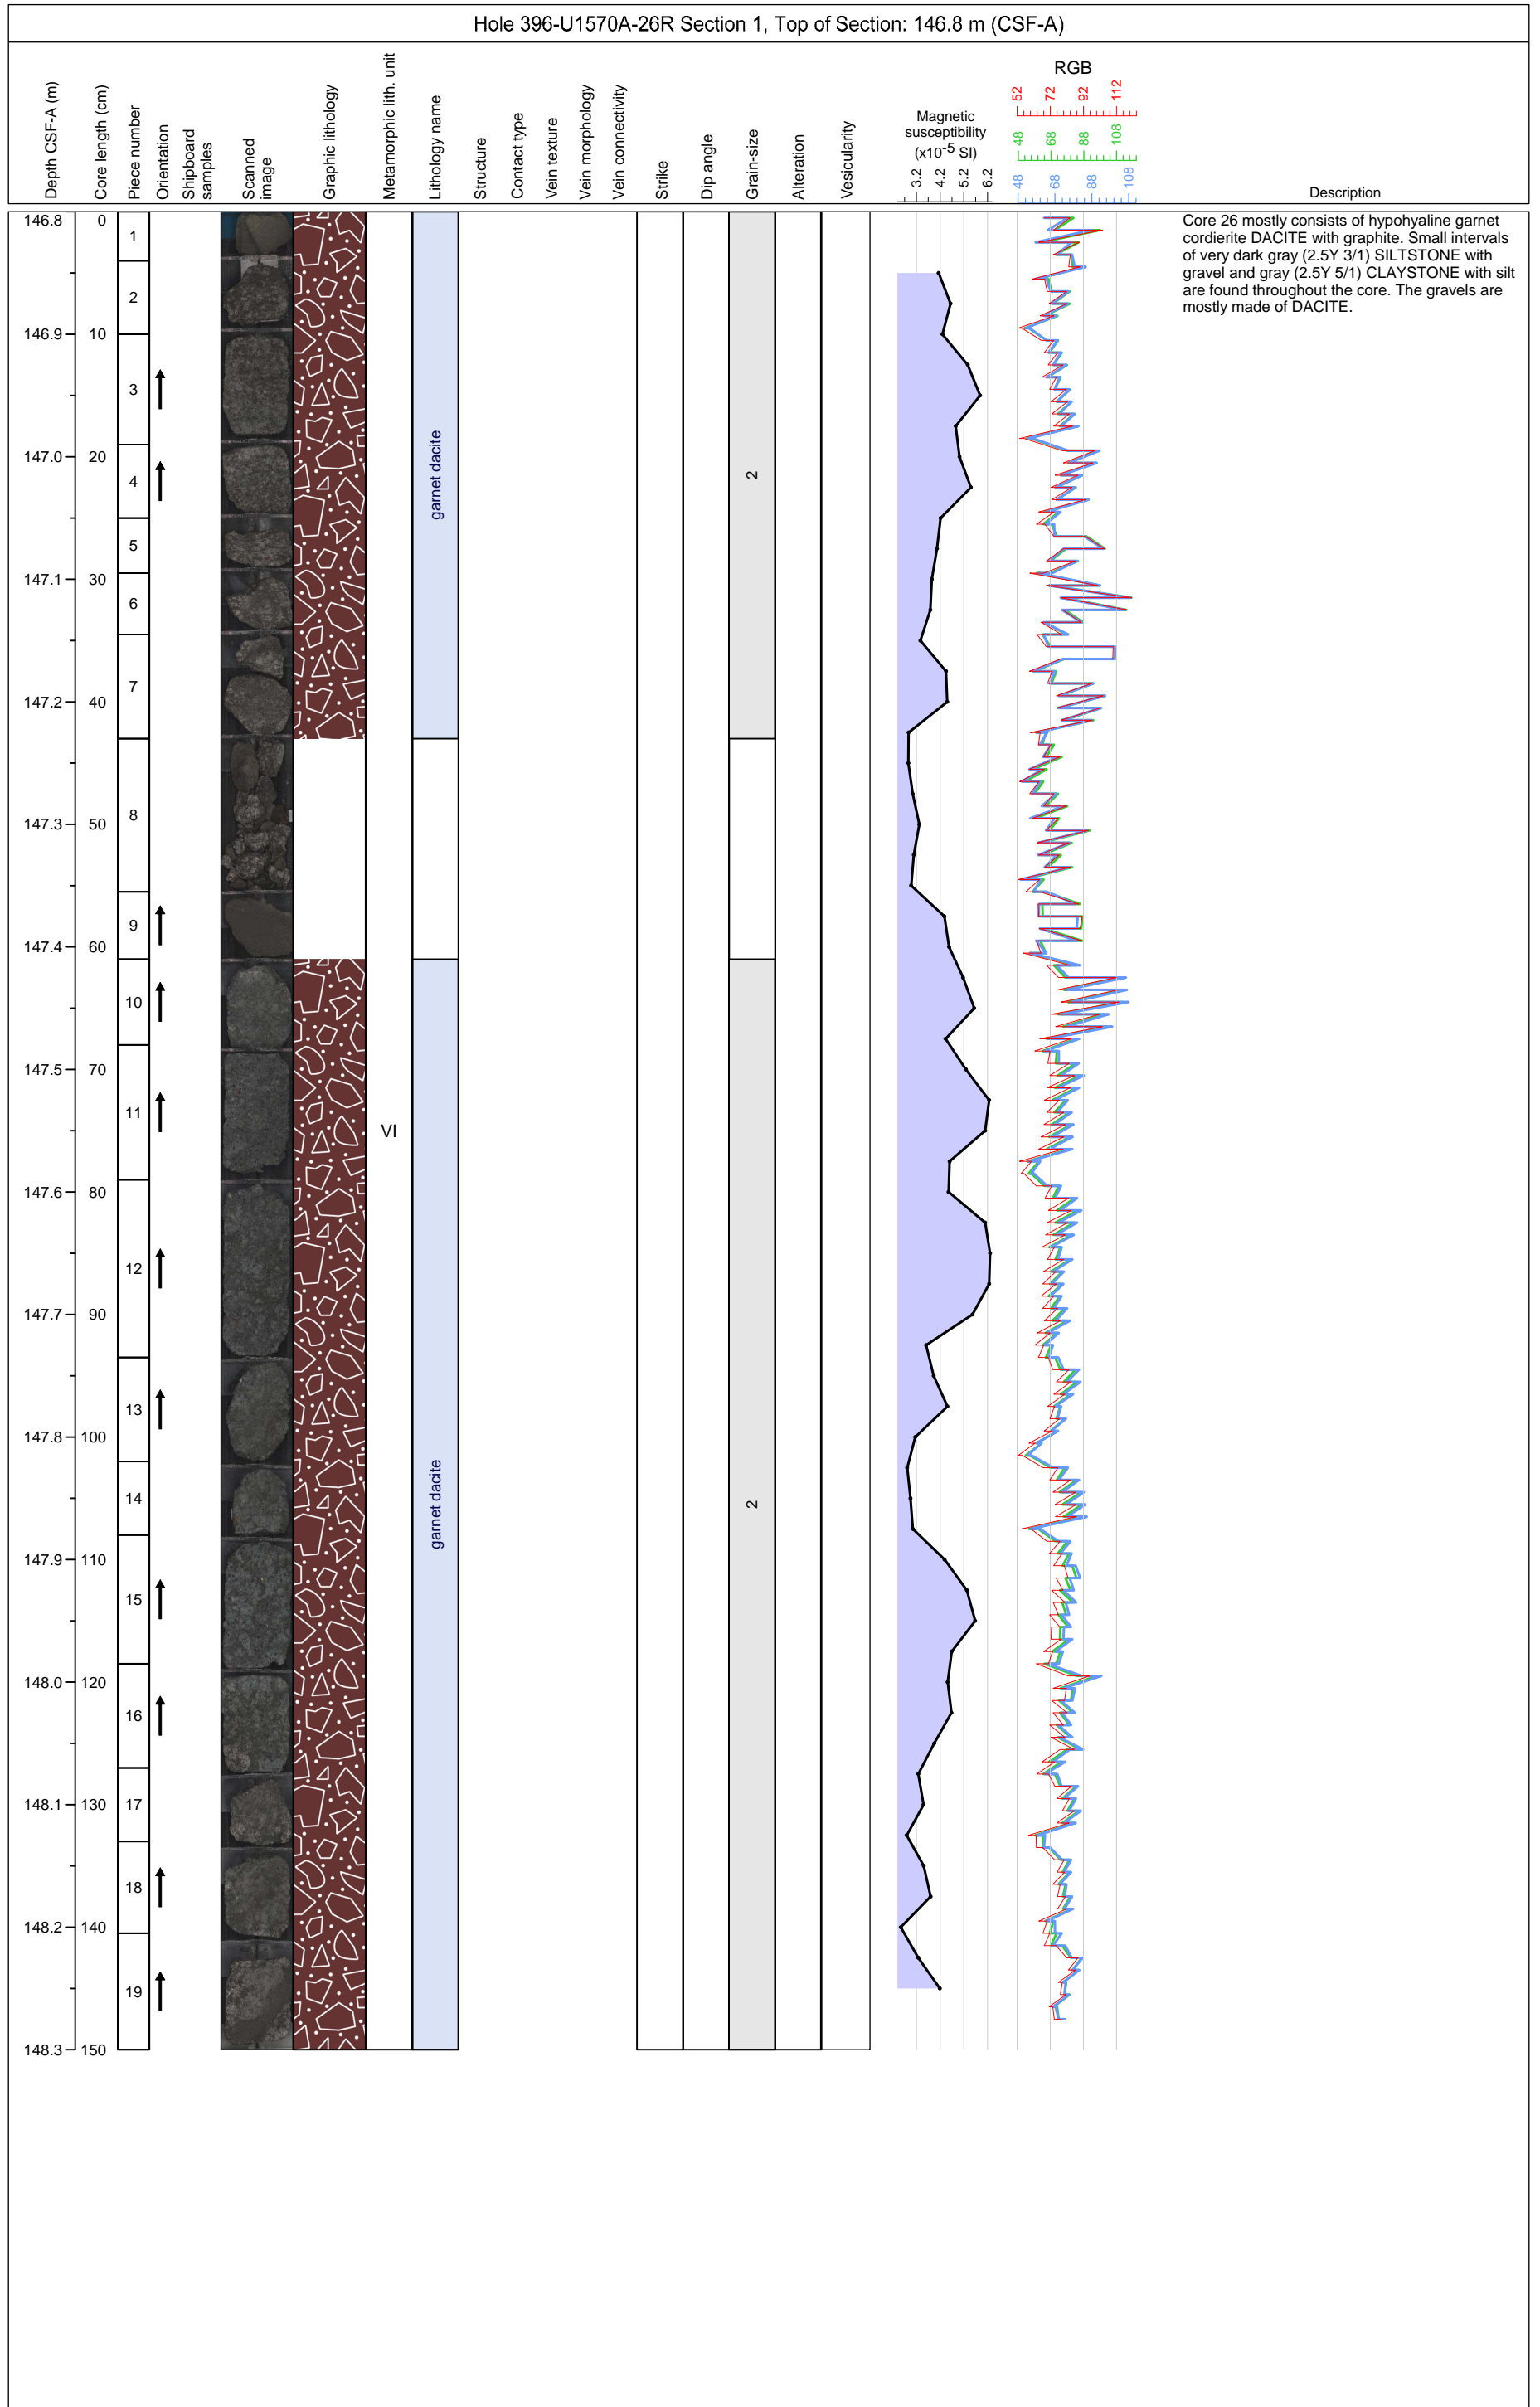 Hole 396-U1570A-26R Section 1, Top of Section: 146.8 m (CSF-A)
Depth CSF-A (m)
Core length (cm)
Piece number
Orientation
Shipboard
samples
Scanned
image
Graphic lithology
Metamorphic lith. unit
Lithology name
Structure
Contact type
Vein texture
Vein morphology
Vein connectivity
Strike
Dip angle
Grain-size
Alteration
Vesicularity
Magnetic
susceptibility
(x10-5 SI)
3.2 4.2 5.2 6.2
RGB
52 72 92 112
48 68 88 108
48 68 88 108
Description
146.8 0
1
2
146.9 10
3
147.0 20
4
5
147.1 30
6
7
147.2 40
8
147.3 50
9
147.4 60
10
147.5 70
11
147.6 80
12
147.7 90
13
147.8 100
14
147.9 110
15
148.0 120
16
148.1 130
17
18
148.2 140
19
148.3 150
garnet dacite
2
VI
garnet dacite
2
Core 26 mostly consists of hypohyaline garnet
cordierite DACITE with graphite. Small intervals
of very dark gray (2.5Y 3/1) SILTSTONE with
gravel and gray (2.5Y 5/1) CLAYSTONE with silt
are found throughout the core. The gravels are
mostly made of DACITE.